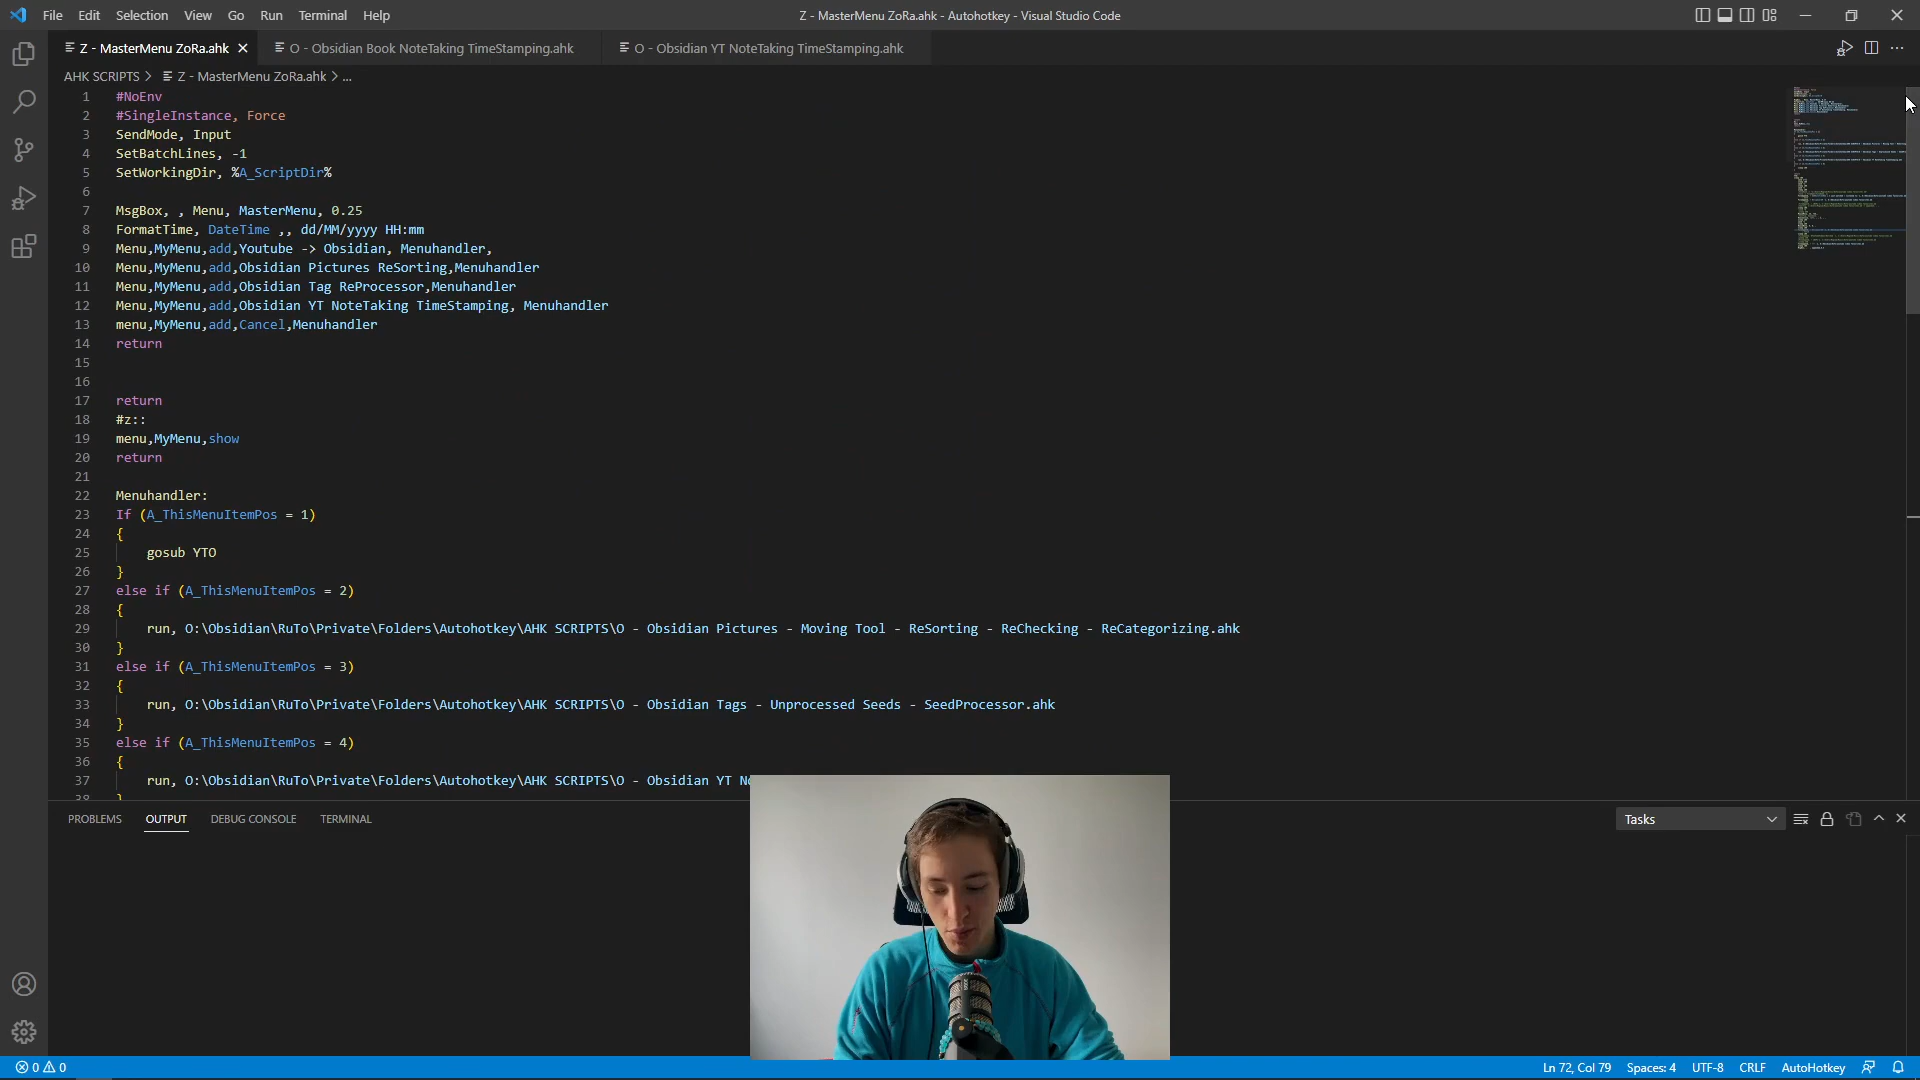 File Edit Selection View Go Run Terminal Help
Z - MasterMenu ZoRa.ahk - Autohotkey - Visual Studio Code
Z - MasterMenu ZoRa.ahk
O - Obsidian Book NoteTaking TimeStamping.ahk
O - Obsidian YT NoteTaking TimeStamping.ahk
AHK SCRIPTS > Z - MasterMenu ZoRa.ahk > ...
1 #NoEnv
2 #SingleInstance, Force
3 SendMode, Input
4 SetBatchLines, -1
5 SetWorkingDir, %A_ScriptDir%
6
7 MsgBox, , Menu, MasterMenu, 0.25
8 FormatTime, DateTime ,, dd/MM/yyyy HH:mm
9 Menu,MyMenu,add,Youtube -> Obsidian, Menuhandler,
10 Menu,MyMenu,add,Obsidian Pictures ReSorting,Menuhandler
11 Menu,MyMenu,add,Obsidian Tag ReProcessor,Menuhandler
12 Menu,MyMenu,add,Obsidian YT NoteTaking TimeStamping, Menuhandler
13 menu,MyMenu,add,Cancel,Menuhandler
14 return
15
16
17 return
18 #z::
19 menu,MyMenu,show
20 return
21
22 Menuhandler:
23 If (A_ThisMenuItemPos = 1)
24 {
25 gosub YTO
26 }
27 else if (A_ThisMenuItemPos = 2)
28 {
29 run, O:\Obsidian\RuTo\Private\Folders\Autohotkey\AHK SCRIPTS\O - Obsidian Pictures - Moving Tool - ReSorting - ReChecking - ReCategorizing.ahk
30 }
31 else if (A_ThisMenuItemPos = 3)
32 {
33 run, O:\Obsidian\RuTo\Private\Folders\Autohotkey\AHK SCRIPTS\O - Obsidian Tags - Unprocessed Seeds - SeedProcessor.ahk
34 }
35 else if (A_ThisMenuItemPos = 4)
36 {
37 run, O:\Obsidian\RuTo\Private\Folders\Autohotkey\AHK SCRIPTS\O - Obsidian YT
38 }
PROBLEMS OUTPUT DEBUG CONSOLE TERMINAL
Tasks
0 0
Ln 72, Col 79 Spaces: 4 UTF-8 CRLF AutoHotkey